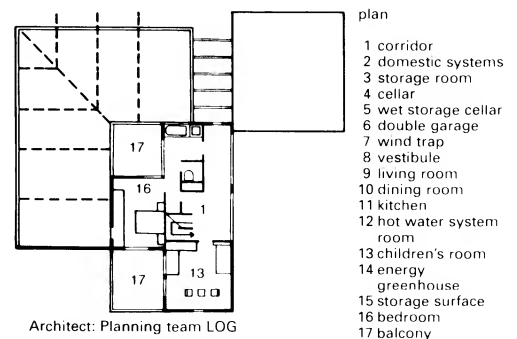 plan
1 corridor
2 domestic systems
3 storage room
4 cellar
5 wet storage cellar
6 double garage
7 wind trap
8 vestibule
9 living room
10 dining room
11 kitchen
12 hot water system
room
13 children's room
14 energy
greenhouse
15 storage surface
16 bedroom
17 balcony
17
16
1
17
13
Architect: Planning team LOG